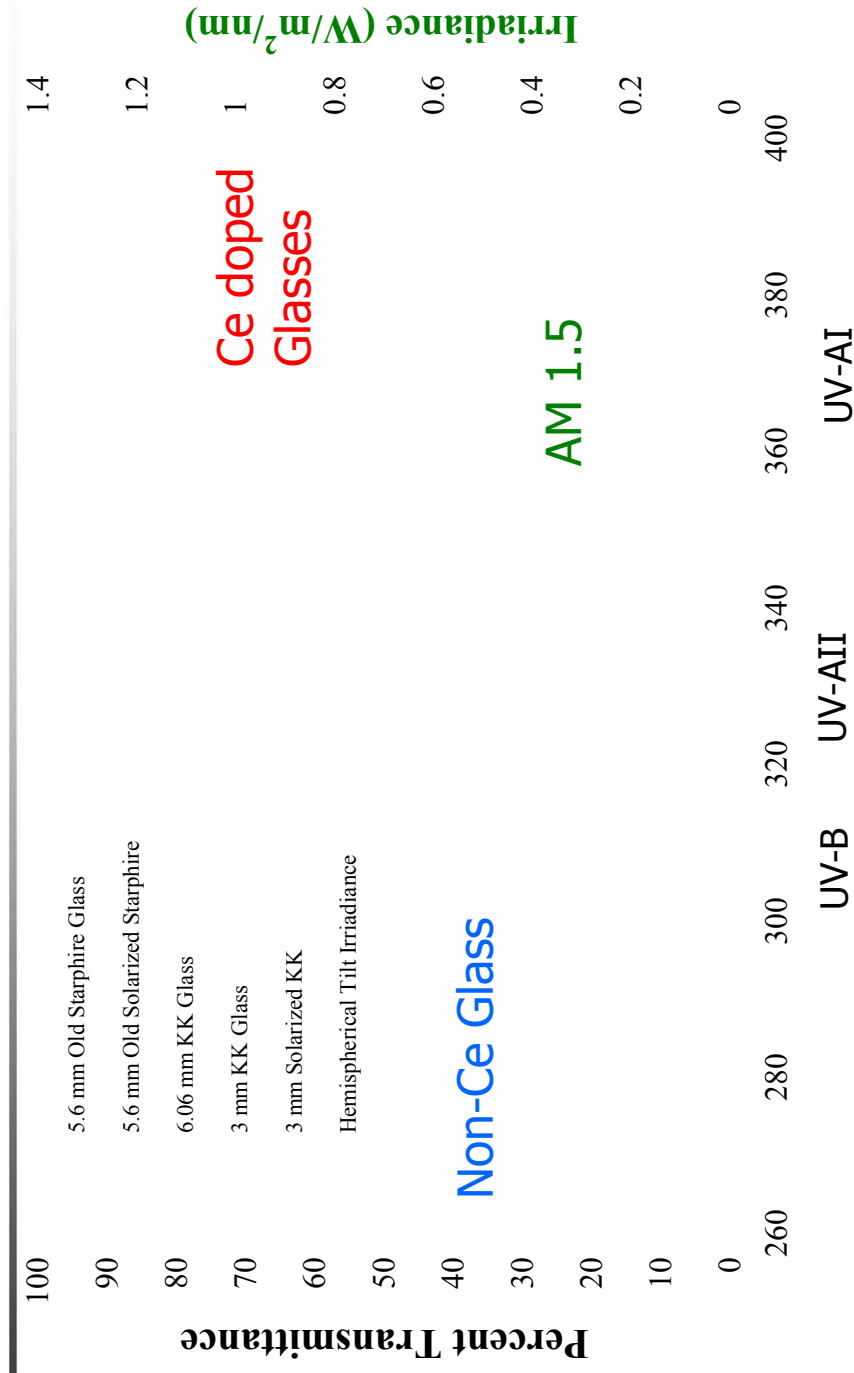 5.6 mm Old Starphire Glass
5.6 mm Old Solarized Starphire
6.06 mm KK Glass
3 mm KK Glass
3 mm Solarized KK
Hemispherical Tilt Irriadiance
Non-Ce Glass
Ce doped
Glasses
AM 1.5
Percent Transmittance
100
90
80
70
60
50
40
30
20
10
0
Irriadiance (W/m²/nm)
1.4
1.2
1
0.8
0.6
0.4
0.2
0
260
280
300
320
340
360
380
400
UV-B
UV-AII
UV-AI